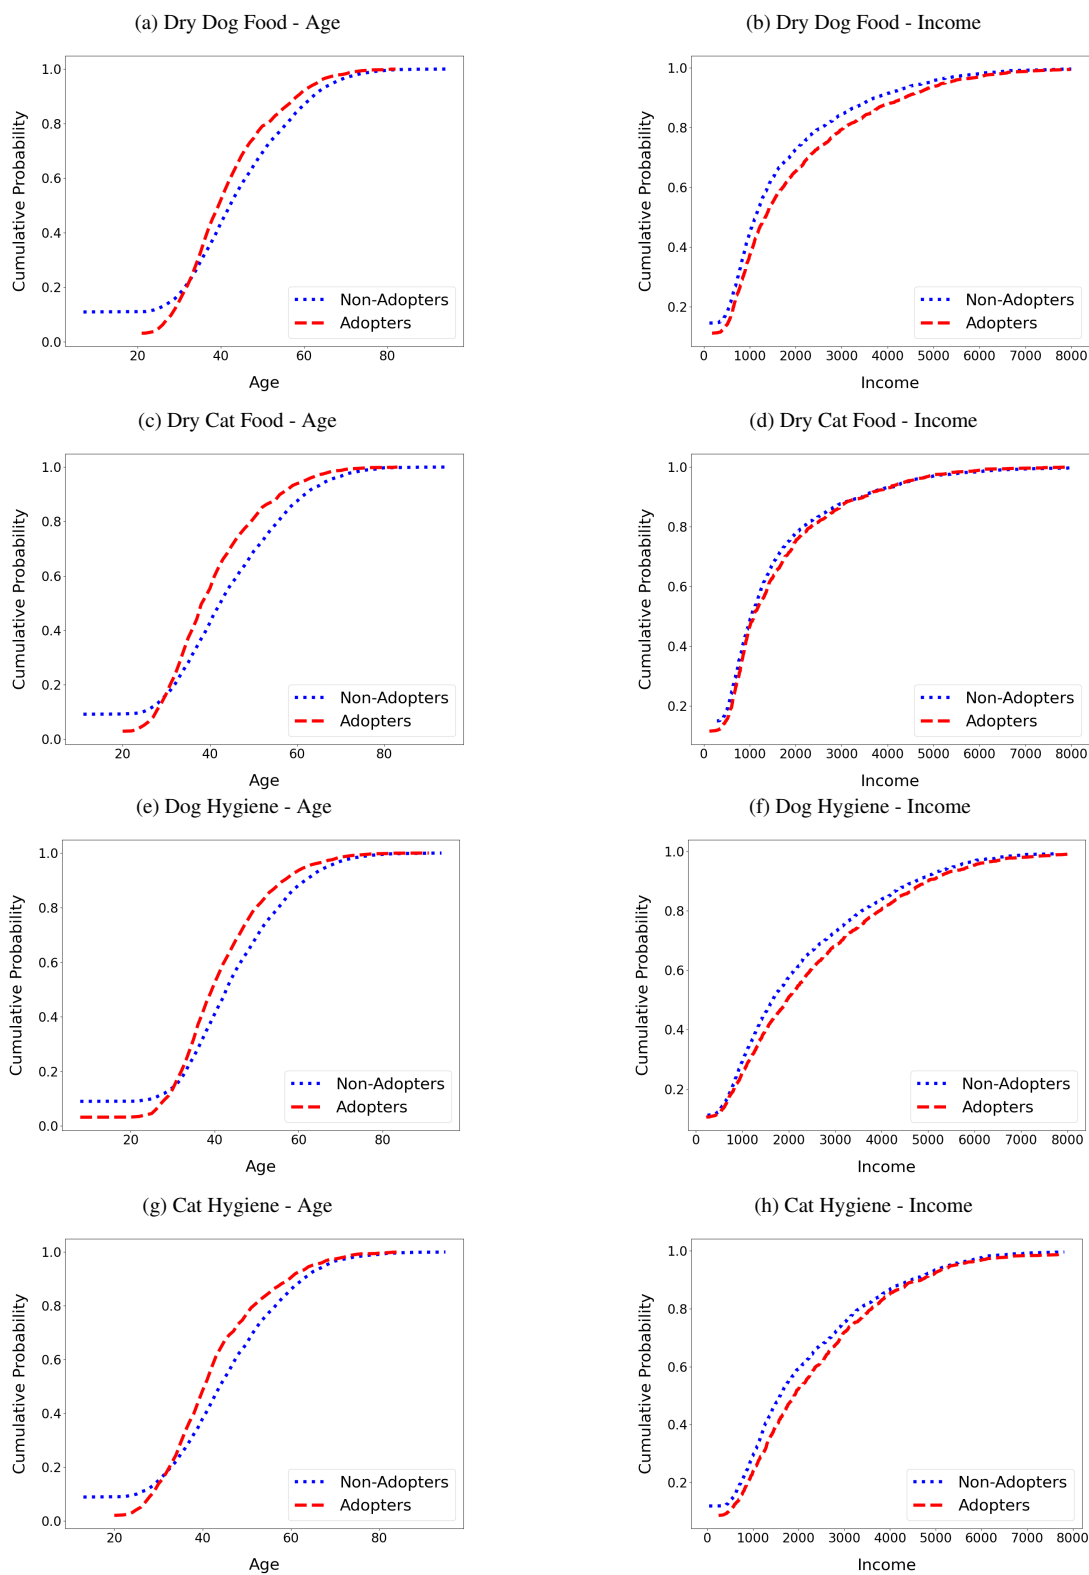 (a) Dry Dog Food - Age
Cumulative Probability
1.0
0.8
0.6
0.4
0.2
0.0
20 40 60 80
Age
Non-Adopters
Adopters
(b) Dry Dog Food - Income
Cumulative Probability
1.0
0.8
0.6
0.4
0.2
0 1000 2000 3000 4000 5000 6000 7000 8000
Income
Non-Adopters
Adopters
(c) Dry Cat Food - Age
Cumulative Probability
1.0
0.8
0.6
0.4
0.2
0.0
20 40 60 80
Age
Non-Adopters
Adopters
(d) Dry Cat Food - Income
Cumulative Probability
1.0
0.8
0.6
0.4
0.2
0 1000 2000 3000 4000 5000 6000 7000 8000
Income
Non-Adopters
Adopters
(e) Dog Hygiene - Age
Cumulative Probability
1.0
0.8
0.6
0.4
0.2
0.0
20 40 60 80
Age
Non-Adopters
Adopters
(f) Dog Hygiene - Income
Cumulative Probability
1.0
0.8
0.6
0.4
0.2
0 1000 2000 3000 4000 5000 6000 7000 8000
Income
Non-Adopters
Adopters
(g) Cat Hygiene - Age
Cumulative Probability
1.0
0.8
0.6
0.4
0.2
0.0
20 40 60 80
Age
Non-Adopters
Adopters
(h) Cat Hygiene - Income
Cumulative Probability
1.0
0.8
0.6
0.4
0.2
0 1000 2000 3000 4000 5000 6000 7000 8000
Income
Non-Adopters
Adopters